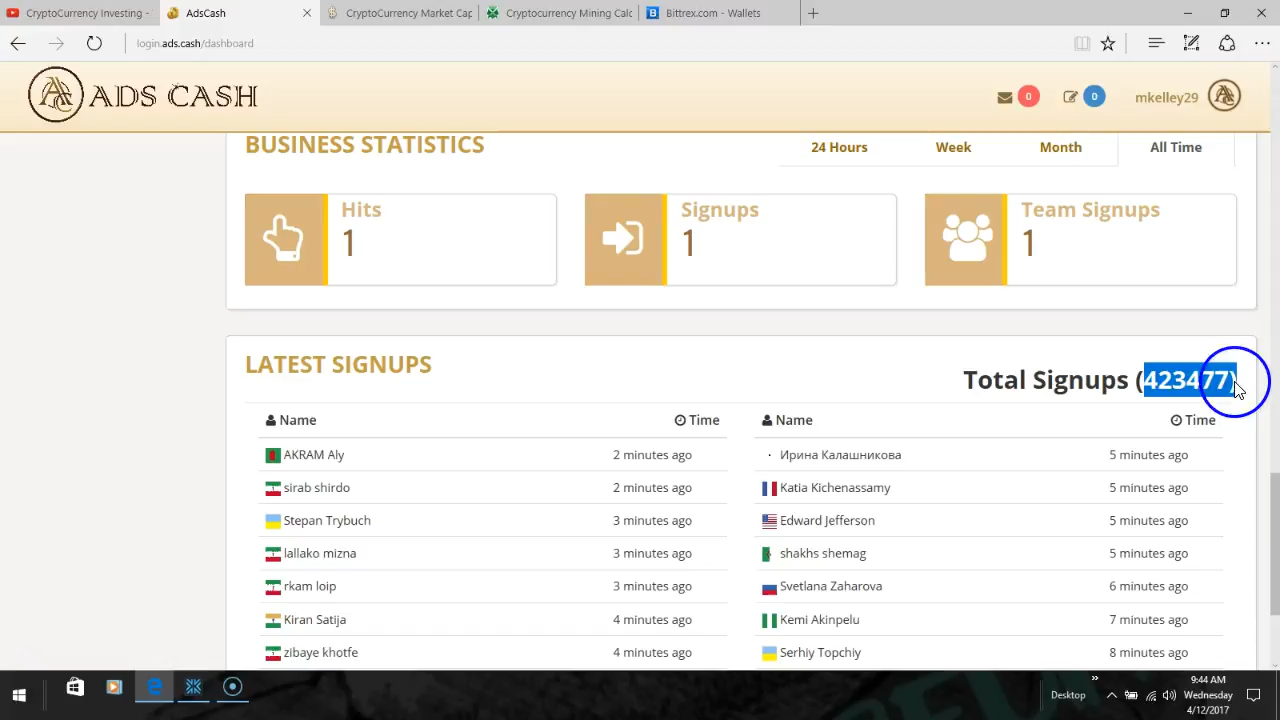 CryptoCurrency Investing -
AdsCash
CryptoCurrency Market Cap
Cryptocurrency Mining Calc
Bittrex.com - Wallets
login.ads.cash/dashboard
ADS CASH
0
0
mkelley29
BUSINESS STATISTICS
24 Hours
Week
Month
All Time
Hits
1
Signups
1
Team Signups
1
LATEST SIGNUPS
Total Signups (423477)
Name Time Name Time
AKRAM Aly 2 minutes ago Ирина Калашникова 5 minutes ago
sirab shirdo 2 minutes ago Katia Kichenassamy 5 minutes ago
Stepan Trybuch 3 minutes ago Edward Jefferson 5 minutes ago
lallako mizna 3 minutes ago shakhs shemag 5 minutes ago
rkam loip 3 minutes ago Svetlana Zaharova 6 minutes ago
Kiran Satija 4 minutes ago Kemi Akinpelu 7 minutes ago
zibaye khotfe 4 minutes ago Serhiy Topchiy 8 minutes ago
Desktop
9:44 AM
Wednesday
4/12/2017